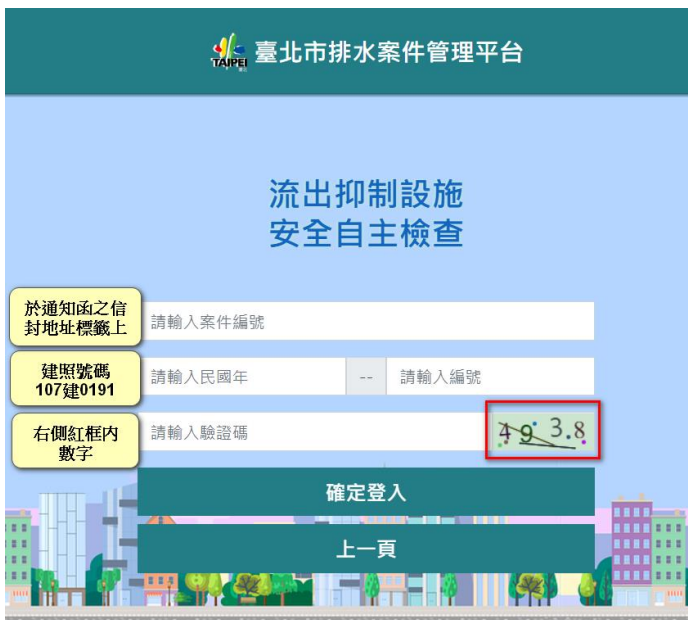 TAIPEI
臺北市排水案件管理平台
流出抑制設施
安全自主檢查
於通知函之信
封地址標籤上
請輸入案件編號
建照號碼
107建0191
請輸入民國年 -- 請輸入編號
右側紅框內
數字
請輸入驗證碼 4 9 3.8
確定登入
上一頁